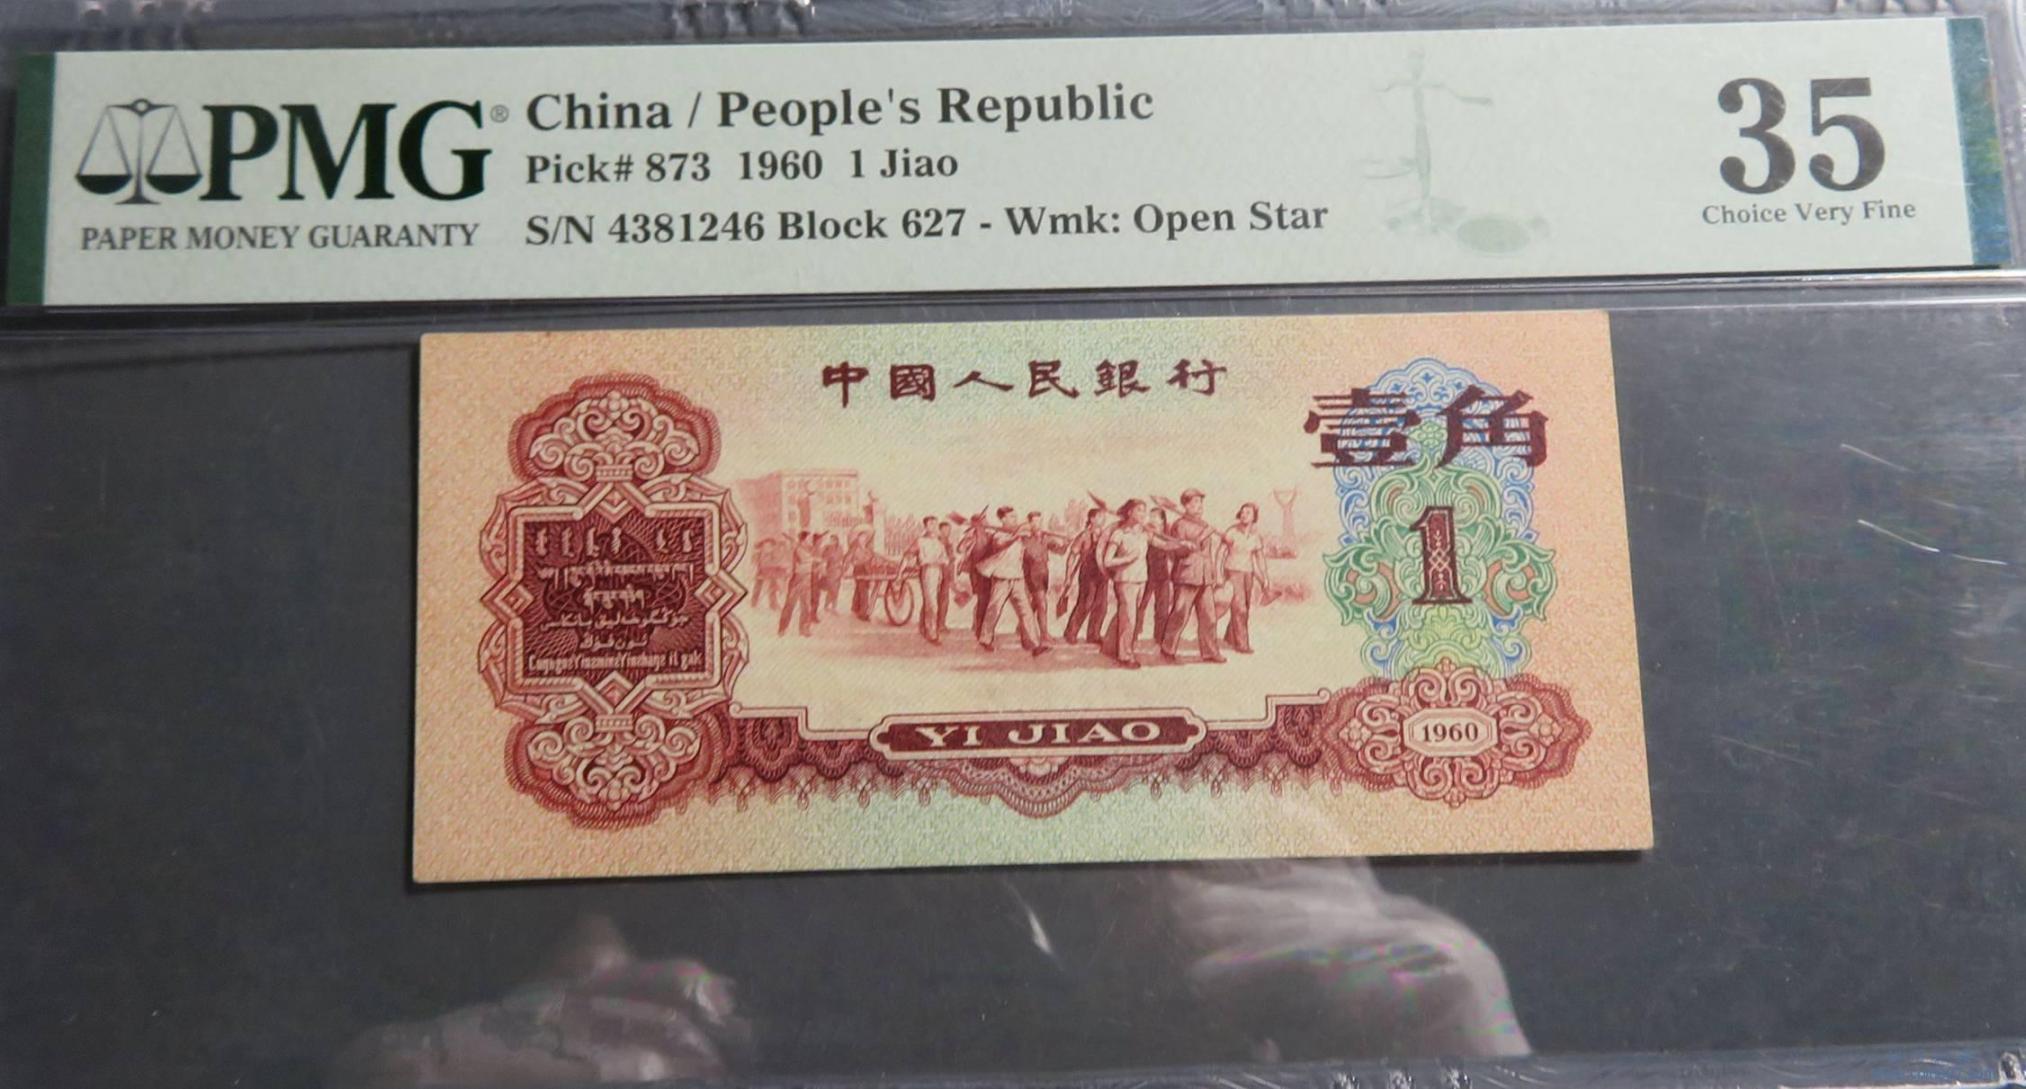 PMG®
PAPER MONEY GUARANTY
China / People's Republic
Pick# 873 1960 1 Jiao
S/N 4381246 Block 627 - Wmk: Open Star
35
Choice Very Fine
中國人民銀行
壹角
1
YI JIAO
1960